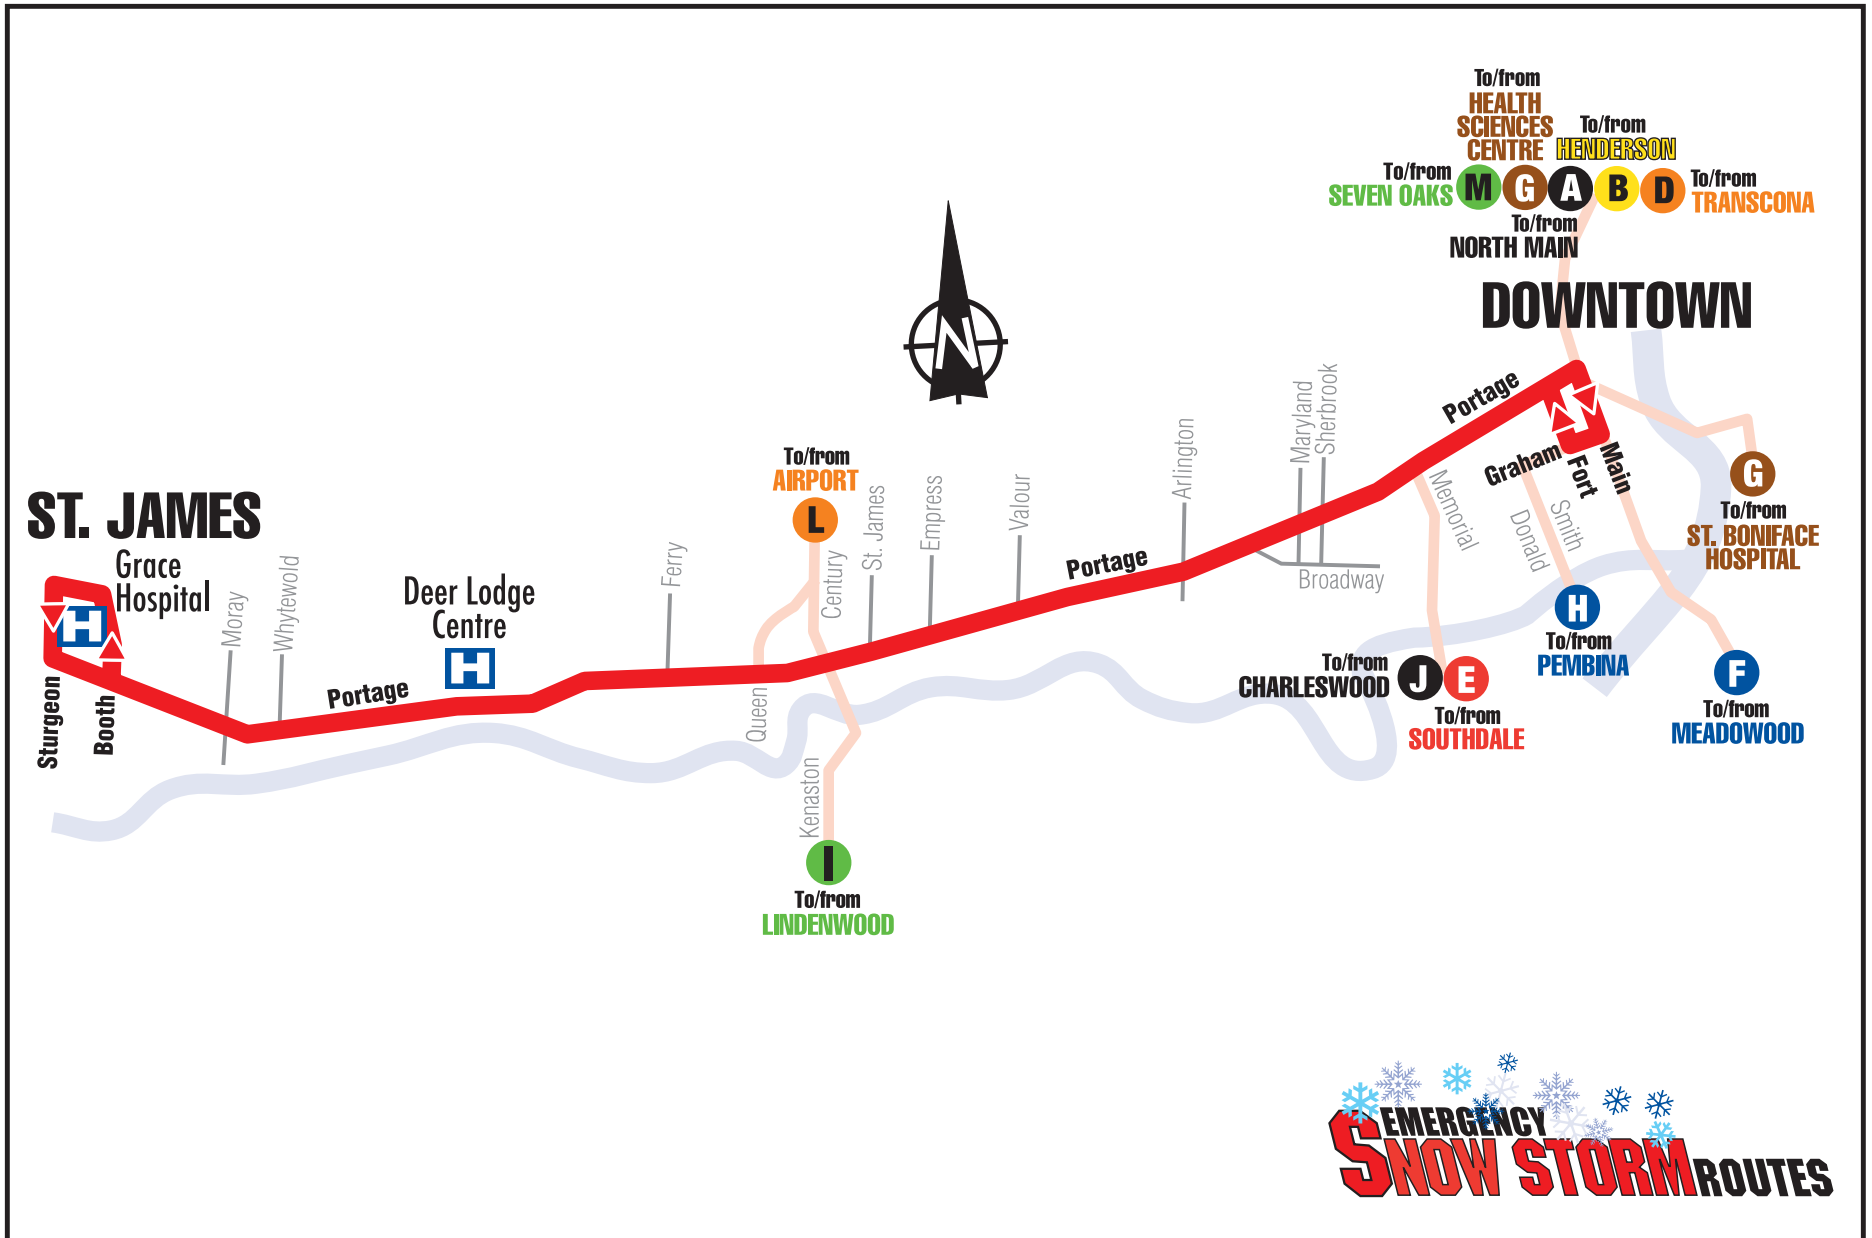 To/from
HEALTH
SCIENCES
CENTRE
To/from
HENDERSON
To/from
SEVEN OAKS
M
G
A
B
D
To/from
TRANSCONA
To/from
NORTH MAIN
DOWNTOWN
N
Portage
Maryland
Sherbrook
Graham
Fort
Main
Memorial
Donald
Smith
G
To/from
ST. BONIFACE
HOSPITAL
To/from
AIRPORT
L
Century
St. James
Empress
Valour
Arlington
Portage
Broadway
ST. JAMES
Grace
Hospital
H
Moray
Whytewold
Deer Lodge
Centre
H
Ferry
Sturgeon
Booth
Portage
Queen
Kenaston
I
To/from
LINDENWOOD
To/from
CHARLESWOOD
J
E
To/from
SOUTHDALE
H
To/from
PEMBINA
F
To/from
MEADOWOOD
EMERGENCY
SNOW STORM ROUTES